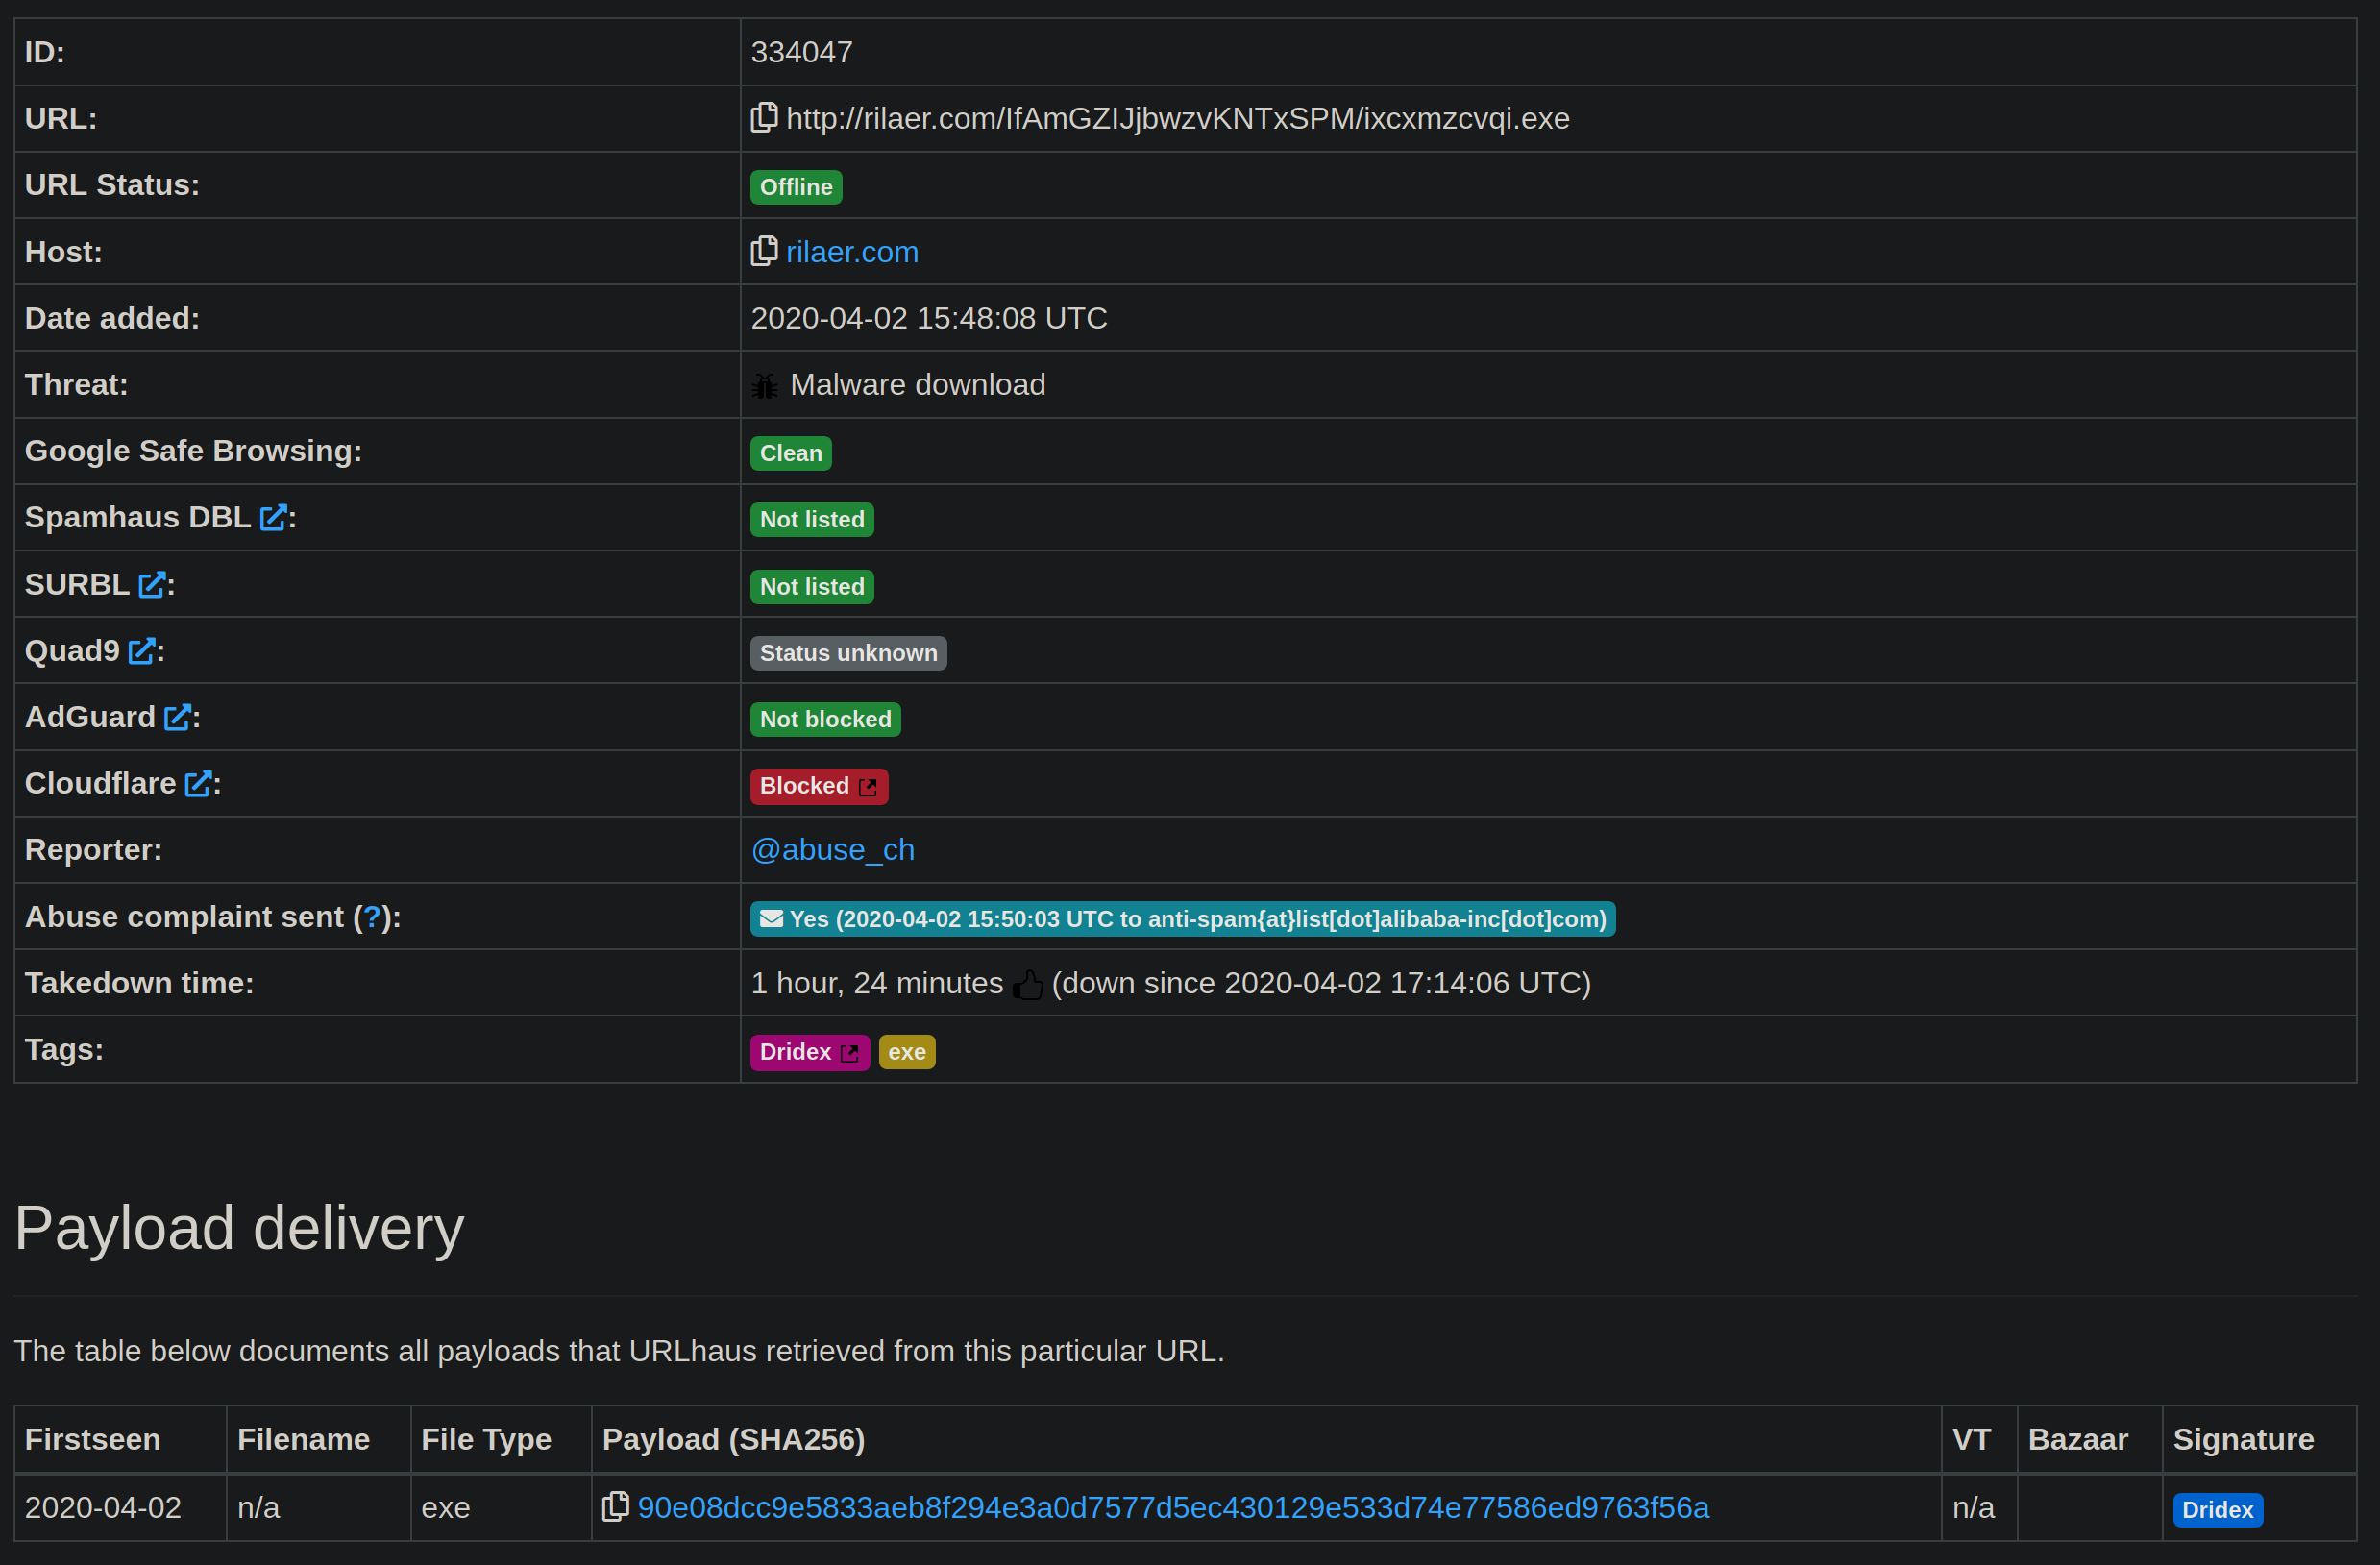 ID: 334047
URL: http://rilaer.com/IfAmGZIJjbwzvKNTxSPM/ixcxmzcvqi.exe
URL Status: Offline
Host: rilaer.com
Date added: 2020-04-02 15:48:08 UTC
Threat: Malware download
Google Safe Browsing: Clean
Spamhaus DBL : Not listed
SURBL : Not listed
Quad9 : Status unknown
AdGuard : Not blocked
Cloudflare : Blocked
Reporter: @abuse_ch
Abuse complaint sent (?): Yes (2020-04-02 15:50:03 UTC to anti-spam{at}list[dot]alibaba-inc[dot]com)
Takedown time: 1 hour, 24 minutes (down since 2020-04-02 17:14:06 UTC)
Tags: Dridex exe
Payload delivery
The table below documents all payloads that URLhaus retrieved from this particular URL.
Firstseen Filename File Type Payload (SHA256) VT Bazaar Signature
2020-04-02 n/a exe 90e08dcc9e5833aeb8f294e3a0d7577d5ec430129e533d74e77586ed9763f56a n/a Dridex